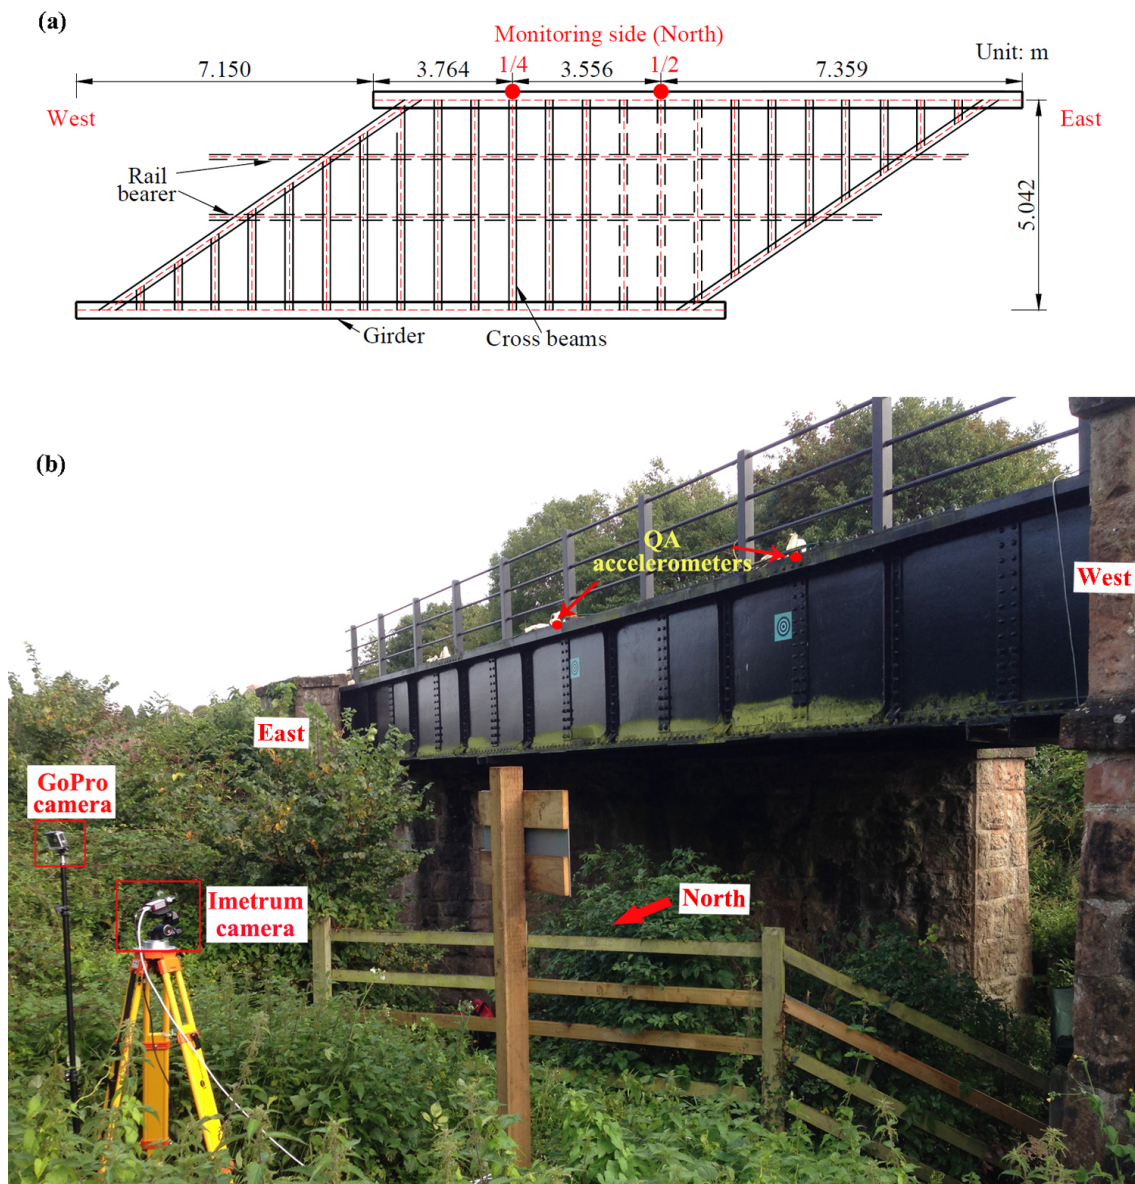 (a)
Monitoring side (North)
Unit: m
7.150
3.764
1/4
3.556
1/2
7.359
West
East
Rail
bearer
5.042
Girder
Cross beams
(b)
QA
accelerometers
West
East
GoPro
camera
Imetrum
camera
North